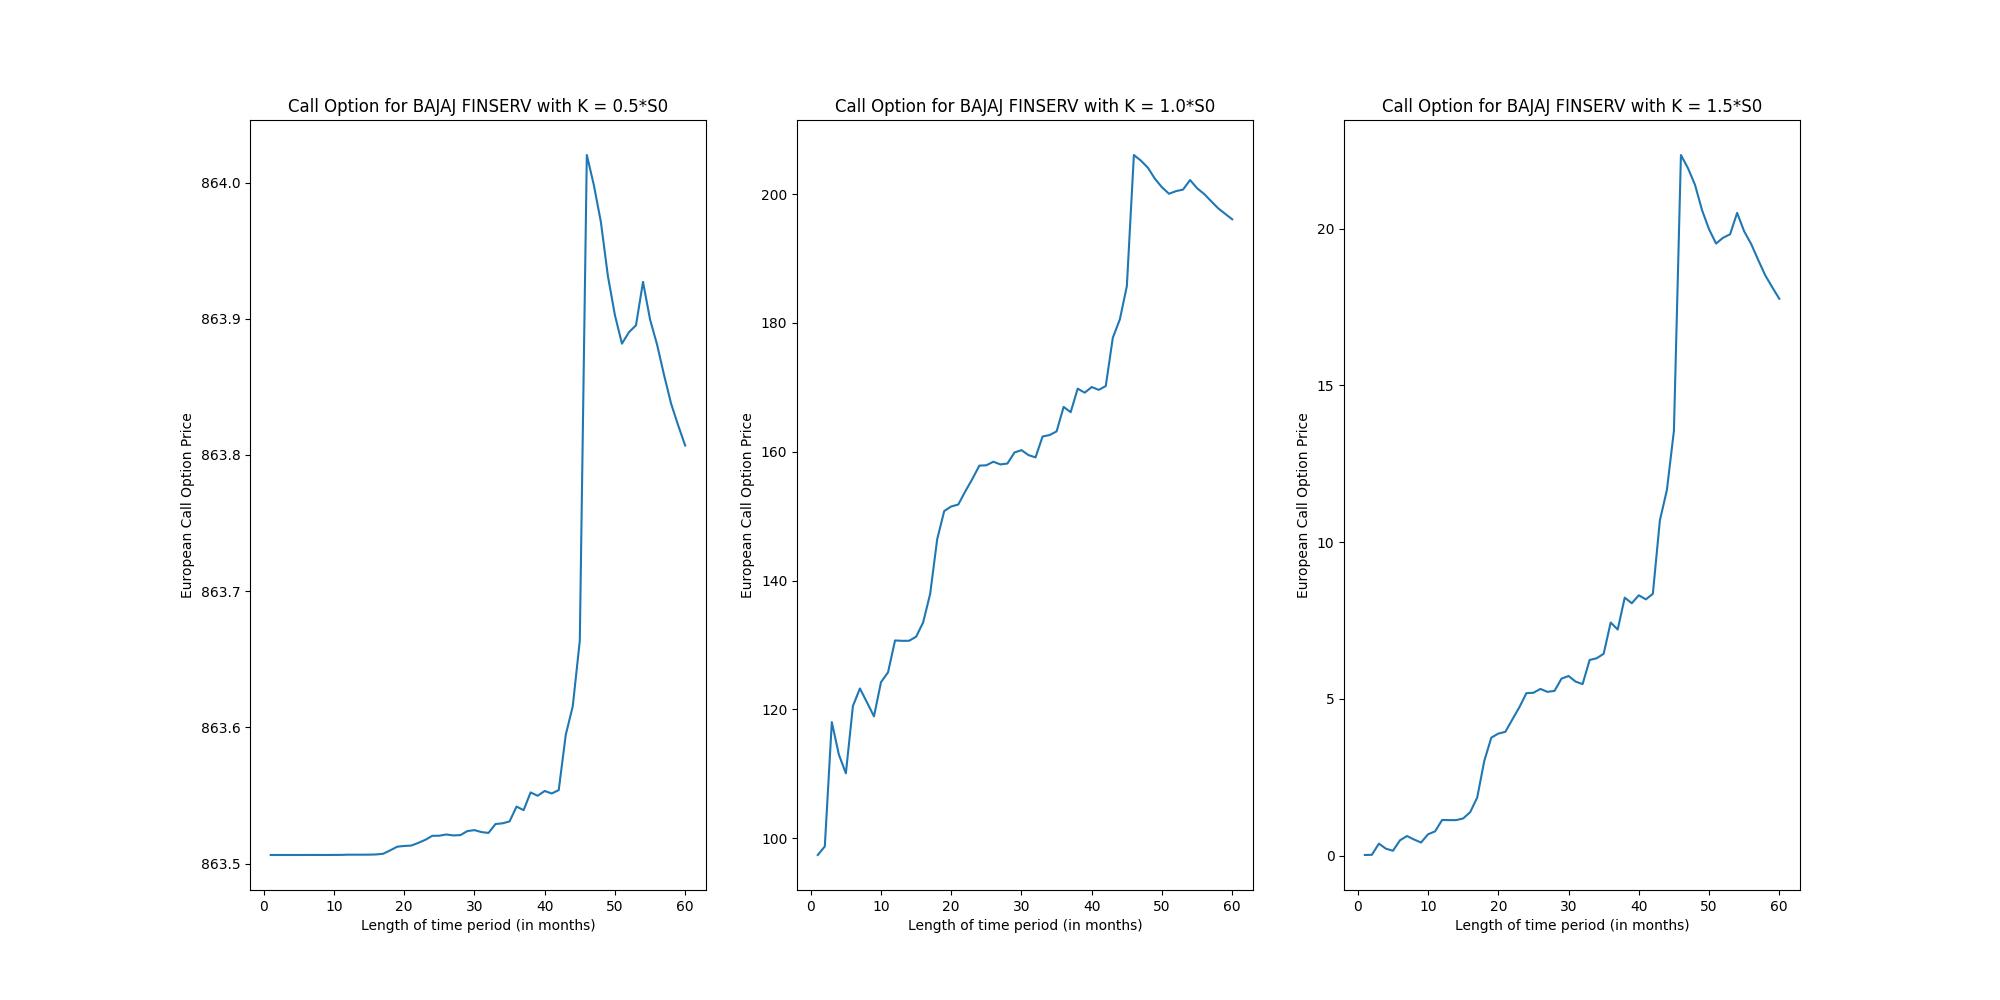 Call Option for BAJAJ FINSERV with K = 0.5*S0
European Call Option Price
864.0
863.9
863.8
863.7
863.6
863.5
0 10 20 30 40 50 60
Length of time period (in months)
Call Option for BAJAJ FINSERV with K = 1.0*S0
European Call Option Price
200
180
160
140
120
100
0 10 20 30 40 50 60
Length of time period (in months)
Call Option for BAJAJ FINSERV with K = 1.5*S0
European Call Option Price
20
15
10
5
0
0 10 20 30 40 50 60
Length of time period (in months)